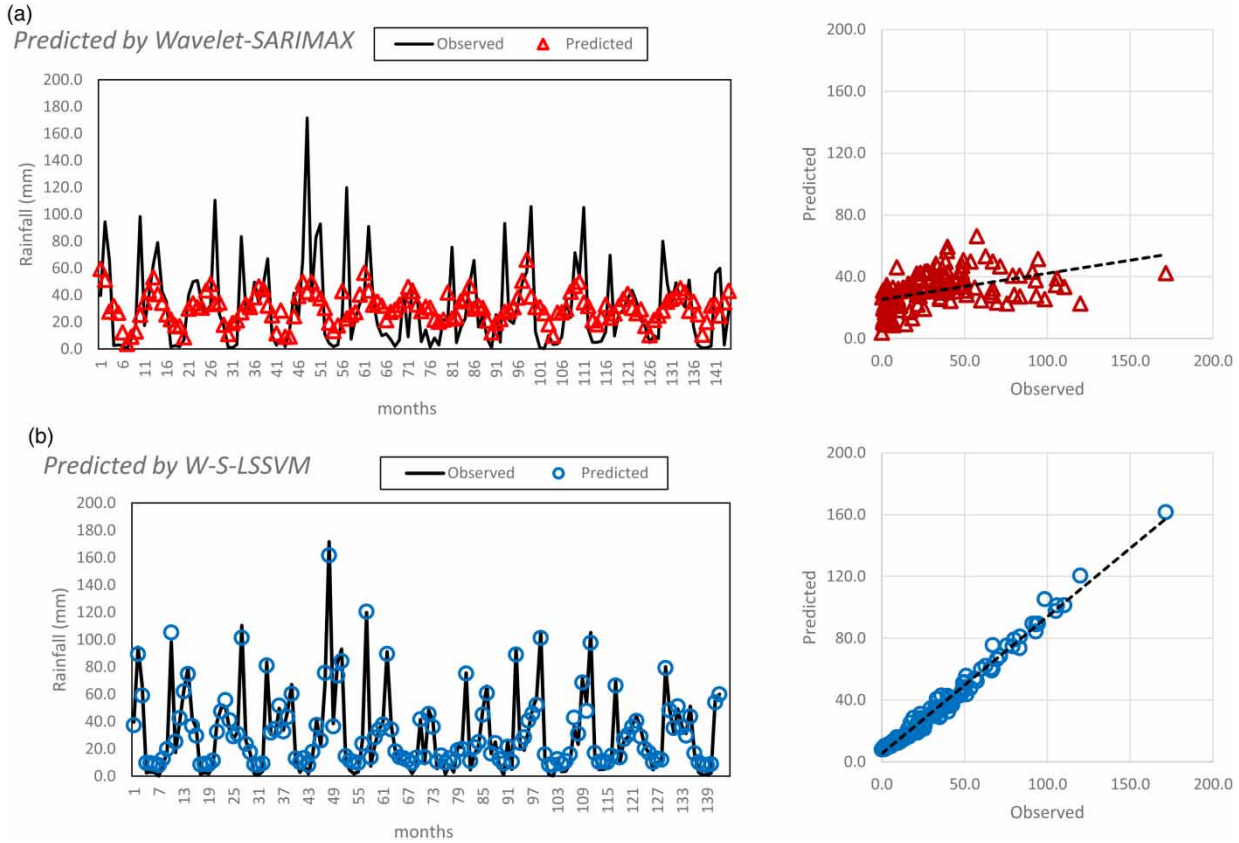 (a)
Predicted by Wavelet-SARIMAX
Observed
Predicted
Rainfall (mm)
200.0
180.0
160.0
140.0
120.0
100.0
80.0
60.0
40.0
20.0
0.0
1 6 11 16 21 26 31 36 41 46 51 56 61 66 71 76 81 86 91 96 101 106 111 116 121 126 131 136 141
months
Predicted
200.0
160.0
120.0
80.0
40.0
0.0
0.0 50.0 100.0 150.0 200.0
Observed
(b)
Predicted by W-S-LSSVM
Observed
Predicted
Rainfall (mm)
200.0
180.0
160.0
140.0
120.0
100.0
80.0
60.0
40.0
20.0
0.0
1 7 13 19 25 31 37 43 49 55 61 67 73 79 85 91 97 103 109 115 121 127 133 139
months
Predicted
200.0
160.0
120.0
80.0
40.0
0.0
0.0 50.0 100.0 150.0 200.0
Observed